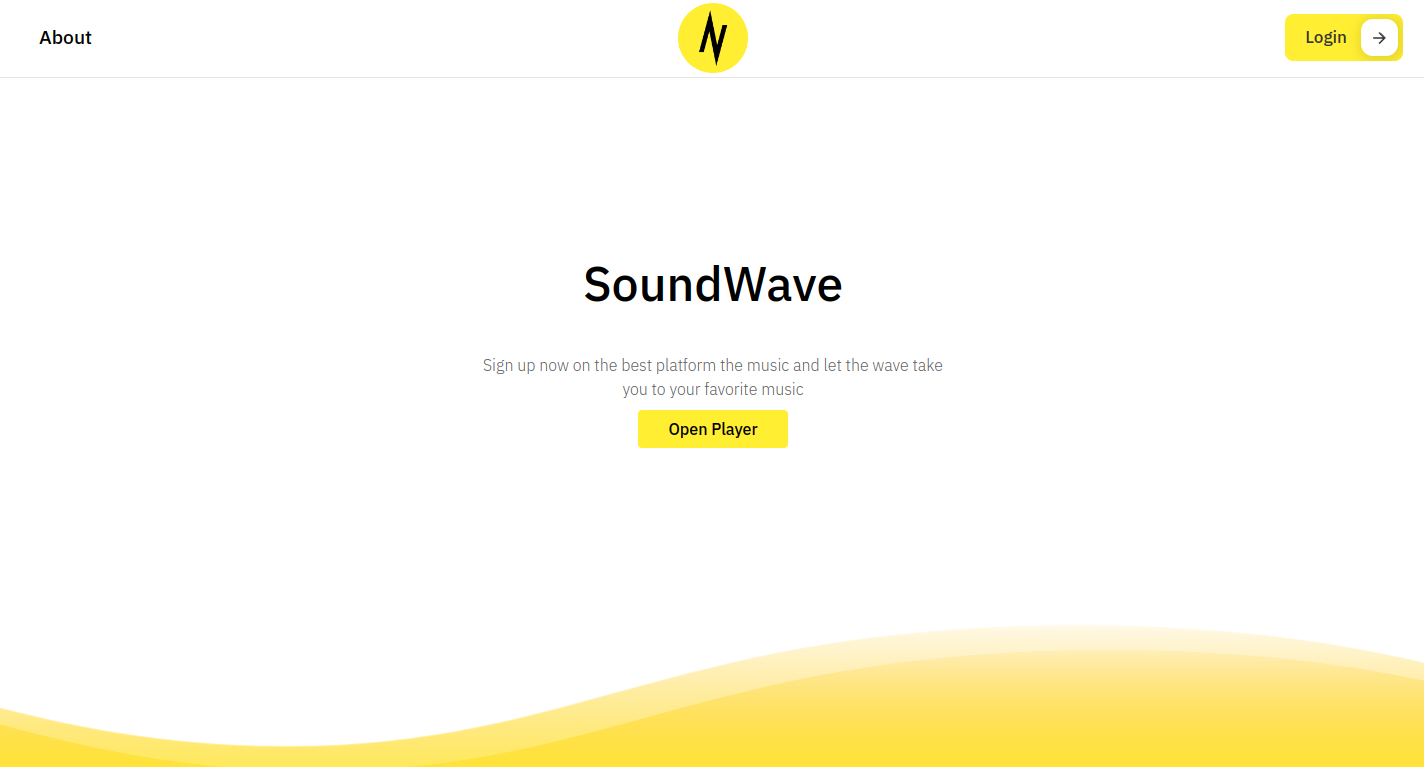 About
Login
SoundWave
Sign up now on the best platform the music and let the wave take
you to your favorite music
Open Player